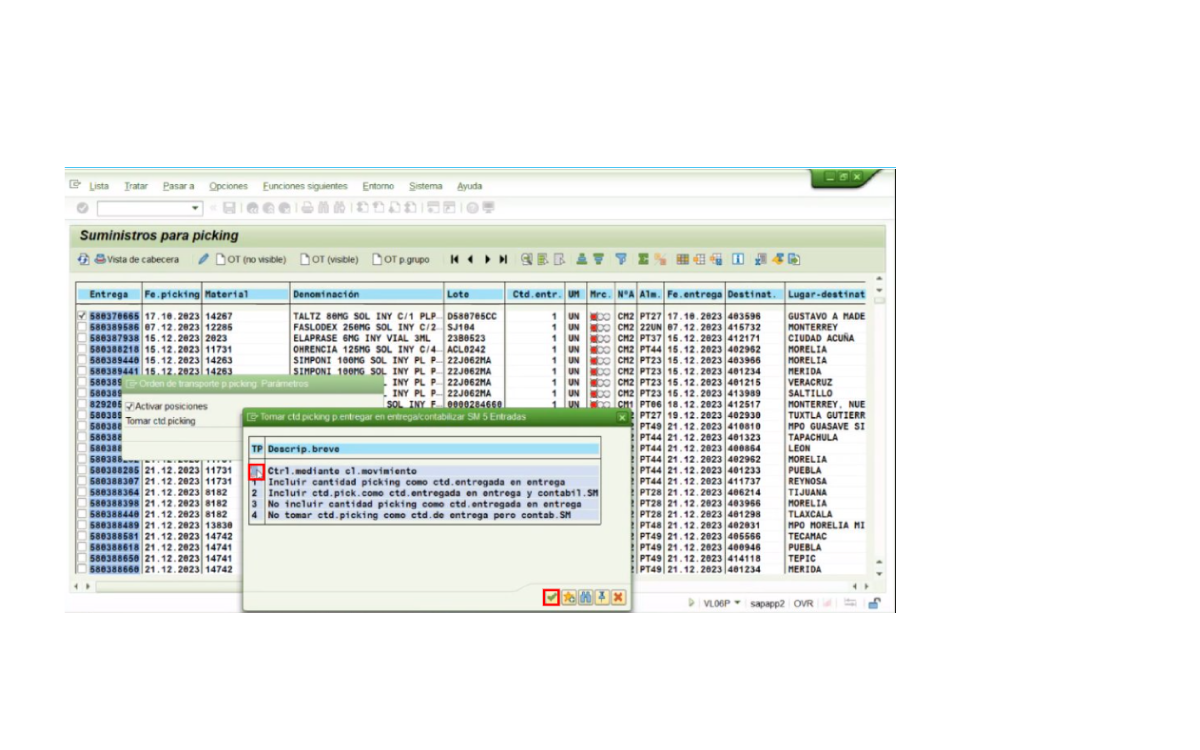 Lista Tratar Pasar a Opciones Funciones siguientes Entorno Sistema Ayuda
Suministros para picking
Vista de cabecera OT (no visible) OT (visible) OT p.grupo
Entrega Fe.picking Material Denominación Lote Ctd.entr. UM Mrc. NºA Alm. Fe.entrega Destinat. Lugar-destinat
580370665 17.10.2023 14267 TALTZ 80MG SOL INY C/1 PLP D580705CC 1 UN CM2 PT27 17.10.2023 403596 GUSTAVO A MADE
580389586 07.12.2023 12285 FASLODEX 250MG SOL INY C/2 SJ104 1 UN CM2 22UN 07.12.2023 415732 MONTERREY
580387938 15.12.2023 2023 ELAPRASE 6MG INY VIAL 3ML 23B0523 1 UN CM2 PT37 15.12.2023 412171 CIUDAD ACUÑA
580388218 15.12.2023 11731 OHRENCIA 125MG SOL INY C/4 ACL0242 1 UN CM2 PT44 15.12.2023 402962 MORELIA
580389440 15.12.2023 14263 SIMPONI 100MG SOL INY PL P 22J062MA 1 UN CM2 PT23 15.12.2023 403966 MORELIA
580389441 15.12.2023 14263 SIMPONI 100MG SOL INY PL P 22J062MA 1 UN CM2 PT23 15.12.2023 401234 MERIDA
SOL INY PL P 22J062MA 1 UN CM2 PT23 15.12.2023 401215 VERACRUZ
INY PL P 22J062MA 1 UN CM2 PT23 15.12.2023 413989 SALTILLO
SOL INY F 0000284660 1 UN CM1 PT06 18.12.2023 412517 MONTERREY, NUE
PT27 19.12.2023 402930 TUXTLA GUTIERR
PT49 21.12.2023 410810 MPO GUASAVE SI
PT44 21.12.2023 401323 TAPACHULA
PT44 21.12.2023 400864 LEON
PT44 21.12.2023 402962 MORELIA
580388285 21.12.2023 11731 PT44 21.12.2023 401233 PUEBLA
580388307 21.12.2023 11731 PT44 21.12.2023 411737 REYNOSA
580388364 21.12.2023 8182 PT28 21.12.2023 406214 TIJUANA
580388398 21.12.2023 8182 PT28 21.12.2023 403966 MORELIA
580388440 21.12.2023 8182 PT28 21.12.2023 401298 TLAXCALA
580388489 21.12.2023 13830 PT48 21.12.2023 402031 MPO MORELIA MI
580388581 21.12.2023 14742 PT49 21.12.2023 405566 TECAMAC
580388618 21.12.2023 14741 PT49 21.12.2023 400946 PUEBLA
580388650 21.12.2023 14741 PT49 21.12.2023 414118 TEPIC
580388660 21.12.2023 14742 PT49 21.12.2023 401234 MERIDA
Orden de transporte p.picking: Parámetros
Activar posiciones
Tomar ctd.picking
Tomar ctd.picking p.entregar en entrega/contabilizar SM 5 Entradas
TP Descrip.breve
Ctrl.mediante cl.movimiento
1 Incluir cantidad picking como ctd.entregada en entrega
2 Incluir ctd.pick.como ctd.entregada en entrega y contabil.SM
3 No incluir cantidad picking como ctd.entregada en entrega
4 No tomar ctd.picking como ctd.de entrega pero contab.SM
VL06P sapapp2 OVR